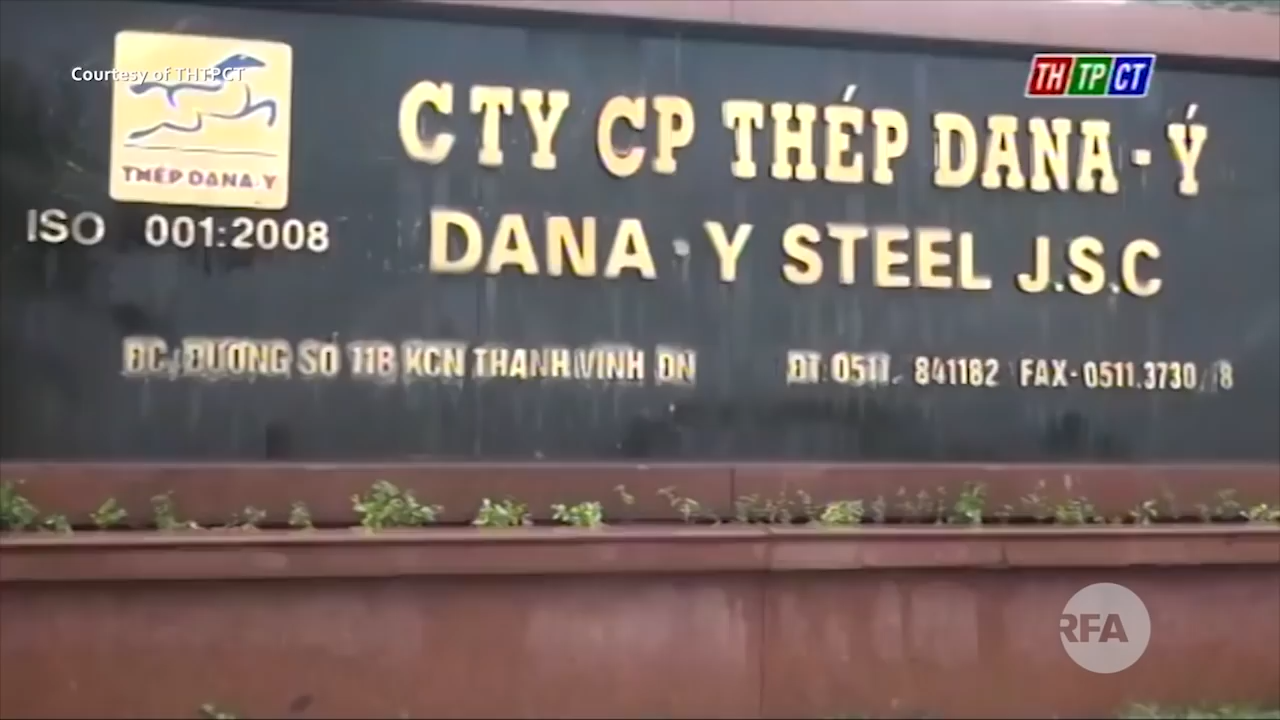 Courtesy of THTPCT
TH TP CT
THÉP DANA-Ý
ISO 001:2008
CTY CP THÉP DANA - Ý
DANA - Y STEEL J.S.C
ĐC: ĐƯỜNG SỐ 11B KCN THANH VINH ĐN
ĐT: 0511. 841182 FAX- 0511.3730 8
RFA